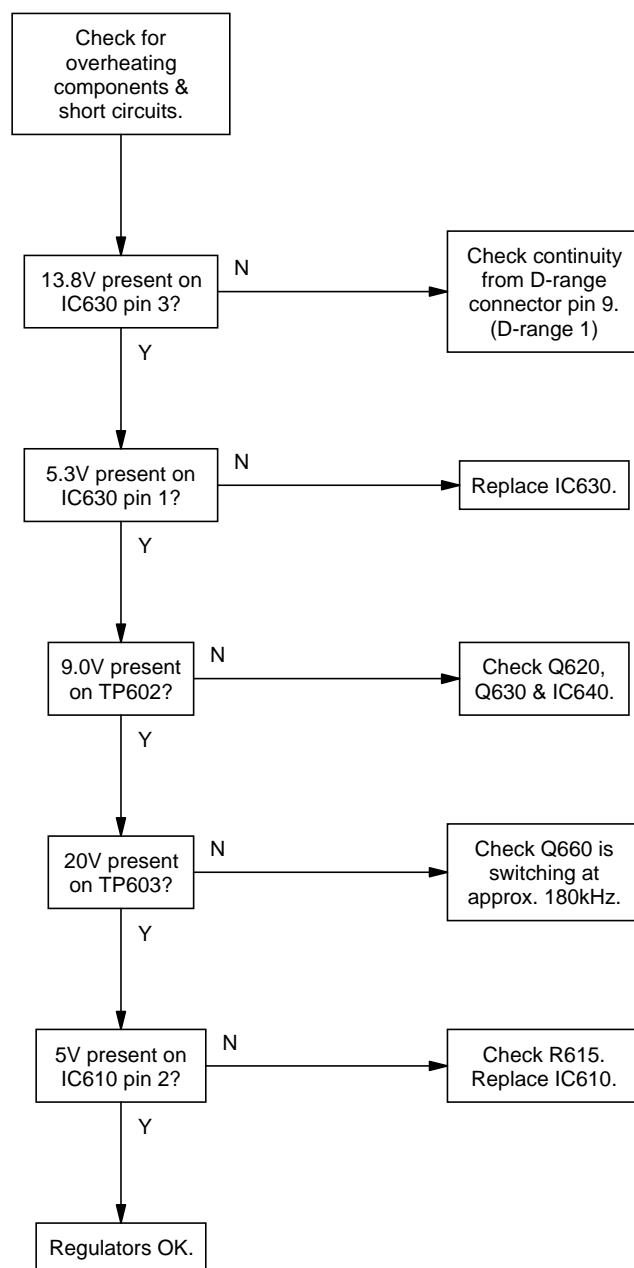 Check for
overheating
components &
short circuits.
13.8V present on
IC630 pin 3?
N
Check continuity
from D-range
connector pin 9.
(D-range 1)
Y
5.3V present on
IC630 pin 1?
N
Replace IC630.
Y
9.0V present
on TP602?
N
Check Q620,
Q630 & IC640.
Y
20V present
on TP603?
N
Check Q660 is
switching at
approx. 180kHz.
Y
5V present on
IC610 pin 2?
N
Check R615.
Replace IC610.
Y
Regulators OK.